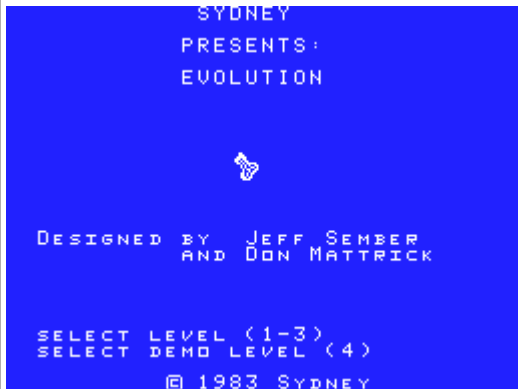 SYDNEY
PRESENTS:
EVOLUTION
DESIGNED BY JEFF SEMBER
AND DON MATTRICK
SELECT LEVEL (1-3)
SELECT DEMO LEVEL (4)
© 1983 SYDNEY